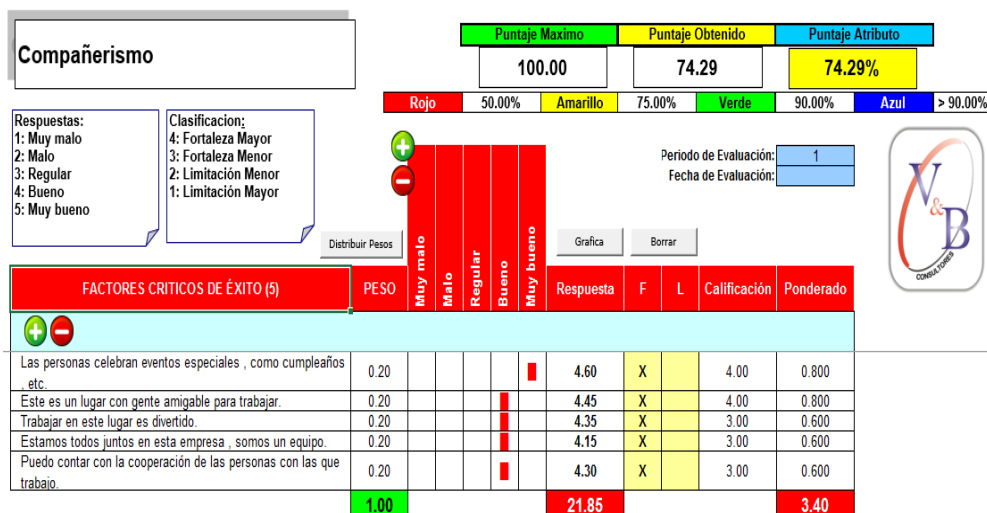 Compañerismo
Puntaje Maximo Puntaje Obtenido Puntaje Atributo
100.00 74.29 74.29%
Rojo 50.00% Amarillo 75.00% Verde 90.00% Azul > 90.00%
Respuestas:
1: Muy malo
2: Malo
3: Regular
4: Bueno
5: Muy bueno
Clasificacion:
4: Fortaleza Mayor
3: Fortaleza Menor
2: Limitación Menor
1: Limitación Mayor
Periodo de Evaluación: 1
Fecha de Evaluación:
V&B
CONSULTORES
Distribuir Pesos
Grafica
Borrar
FACTORES CRITICOS DE ÉXITO (5) PESO Muy malo Malo Regular Bueno Muy bueno Respuesta F L Calificación Ponderado
Las personas celebran eventos especiales , como cumpleaños
, etc. 0.20 4.60 X 4.00 0.800
Este es un lugar con gente amigable para trabajar. 0.20 4.45 X 4.00 0.800
Trabajar en este lugar es divertido. 0.20 4.35 X 3.00 0.600
Estamos todos juntos en esta empresa , somos un equipo. 0.20 4.15 X 3.00 0.600
Puedo contar con la cooperación de las personas con las que
trabajo. 0.20 4.30 X 3.00 0.600
1.00 21.85 3.40